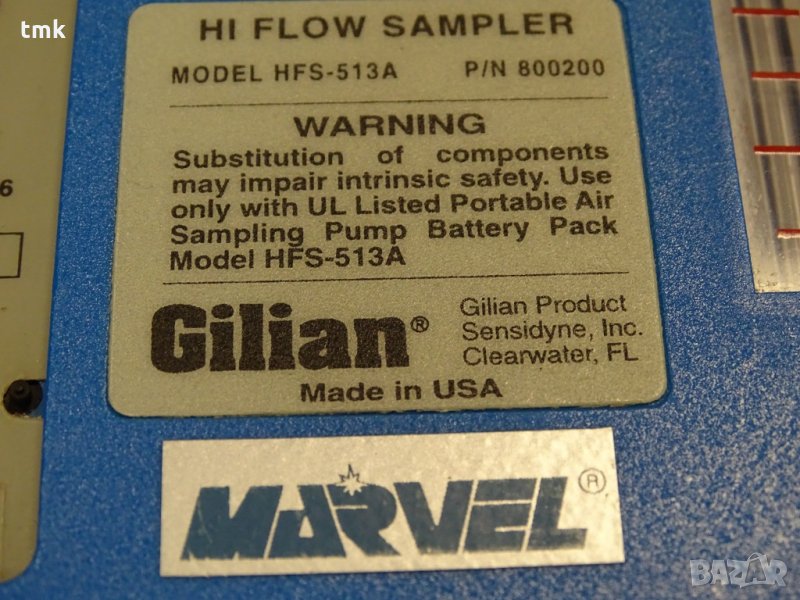 tmk
HI FLOW SAMPLER
MODEL HFS-513A P/N 800200
WARNING
Substitution of components
may impair intrinsic safety. Use
only with UL Listed Portable Air
Sampling Pump Battery Pack
Model HFS-513A
6
Gilian®
Gilian Product
Sensidyne, Inc.
Clearwater, FL
Made in USA
MARVEL®
BAZAR